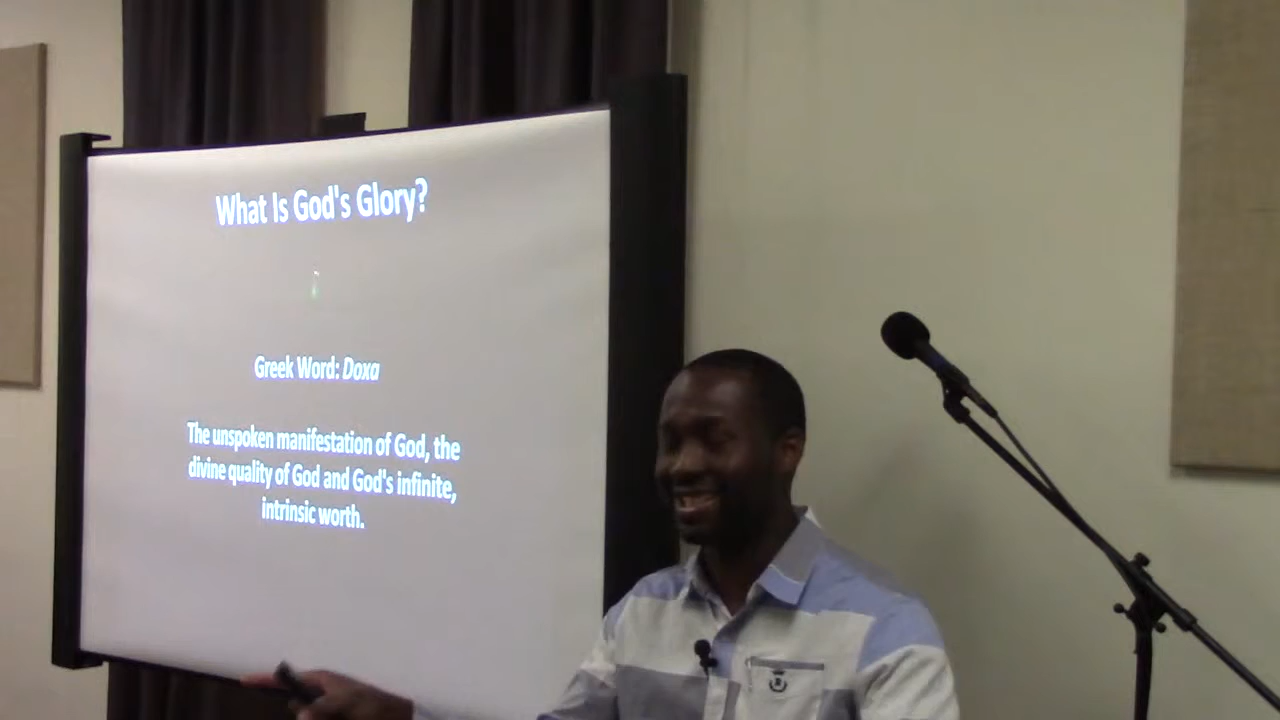 What Is God's Glory?
Greek Word: Doxa
The unspoken manifestation of God, the
divine quality of God and God's infinite,
intrinsic worth.